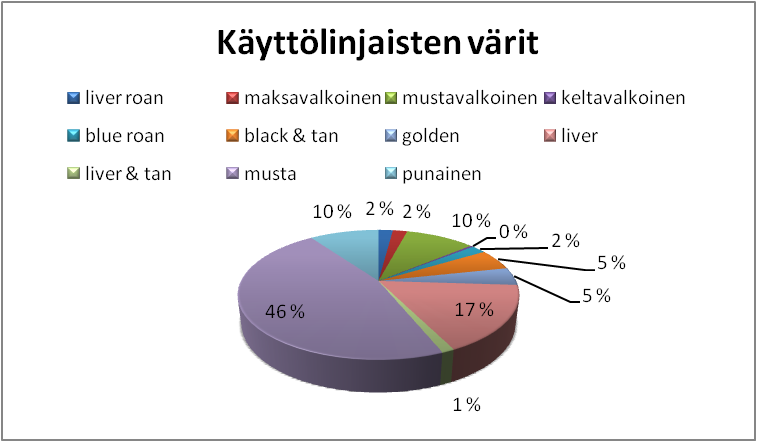 Käyttölinjaisten värit
liver roan maksavalkoinen mustavalkoinen keltavalkoinen
blue roan black & tan golden liver
liver & tan musta punainen
10 % 2 % 2 % 10 % 0 % 2 %
5 %
5 %
46 % 17 %
1 %